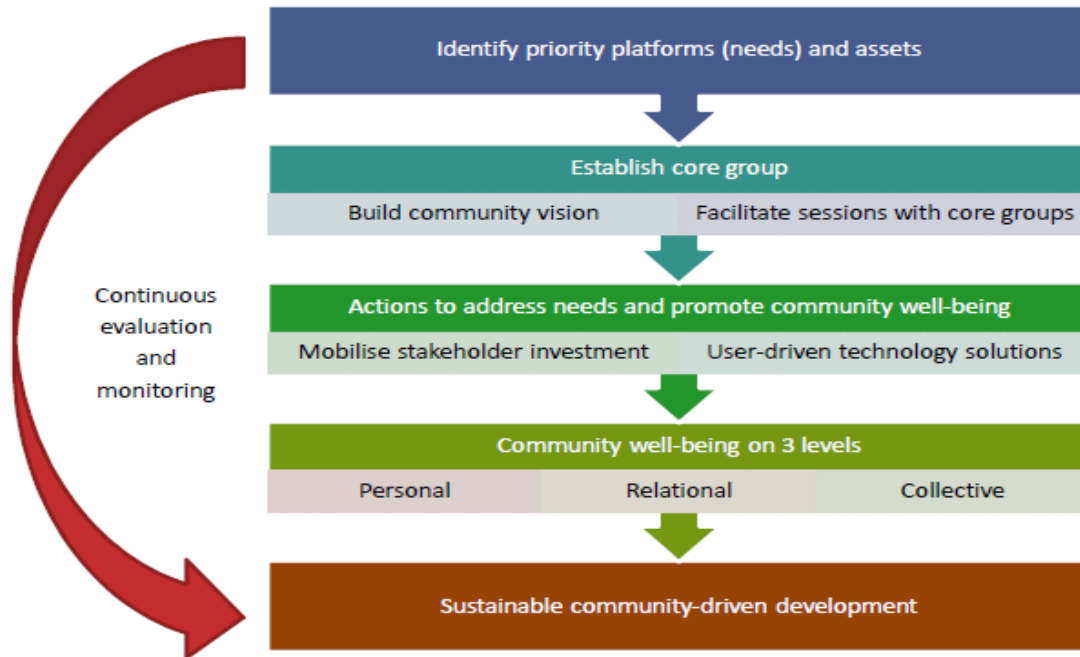 Identify priority platforms (needs) and assets
Establish core group
Build community vision
Facilitate sessions with core groups
Continuous
evaluation
and
monitoring
Actions to address needs and promote community well-being
Mobilise stakeholder investment
User-driven technology solutions
Community well-being on 3 levels
Personal
Relational
Collective
Sustainable community-driven development